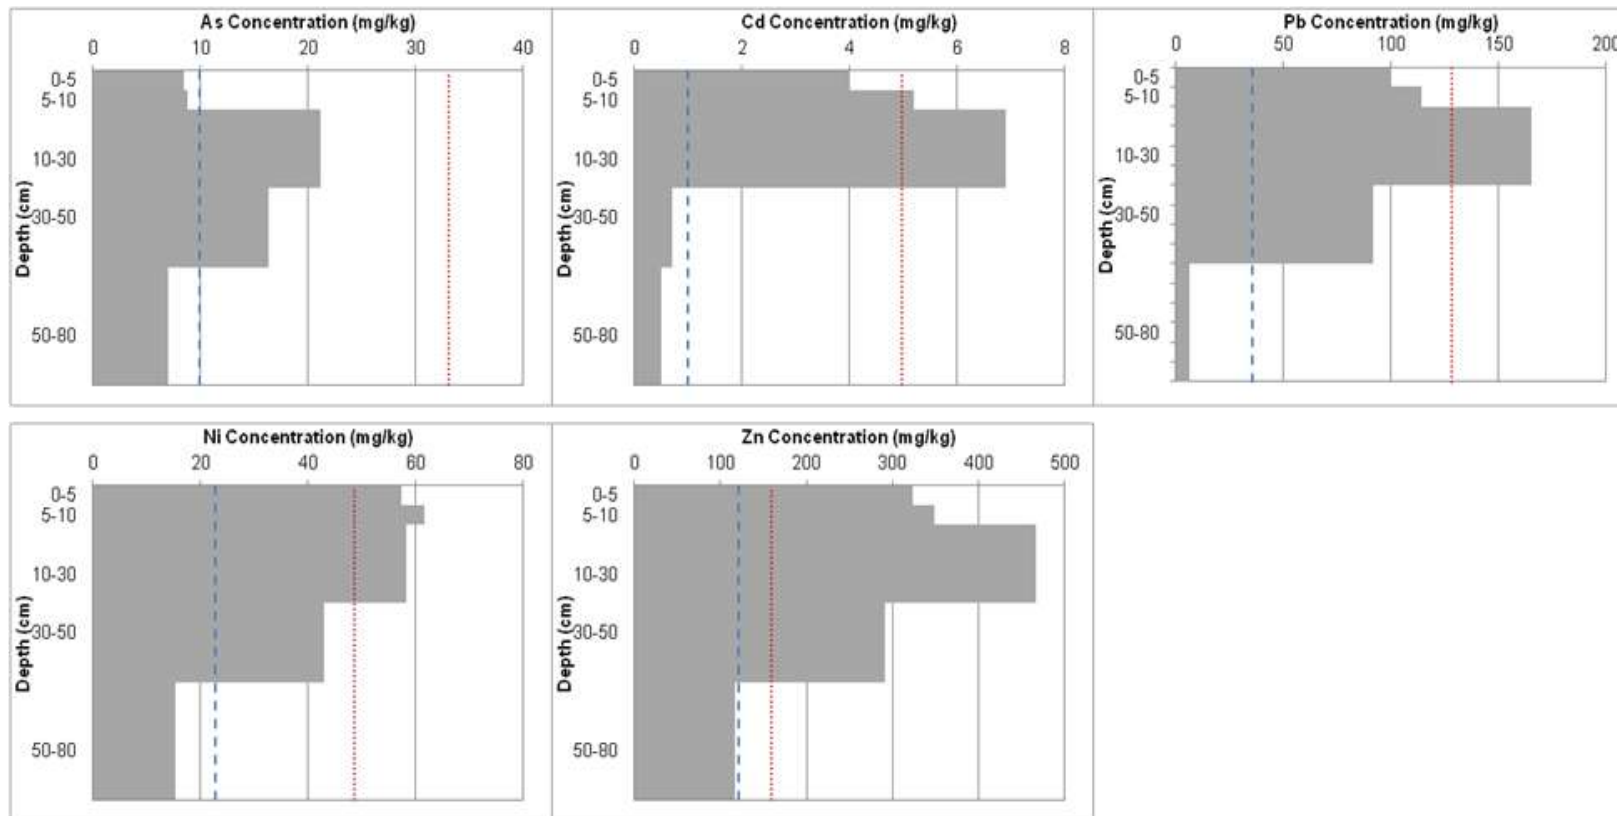 As Concentration (mg/kg)
0 10 20 30 40
Depth (cm)
0-5
5-10
10-30
30-50
50-80
Cd Concentration (mg/kg)
0 2 4 6 8
Depth (cm)
0-5
5-10
10-30
30-50
50-80
Pb Concentration (mg/kg)
0 50 100 150 200
Depth (cm)
0-5
5-10
10-30
30-50
50-80
Ni Concentration (mg/kg)
0 20 40 60 80
Depth (cm)
0-5
5-10
10-30
30-50
50-80
Zn Concentration (mg/kg)
0 100 200 300 400 500
Depth (cm)
0-5
5-10
10-30
30-50
50-80